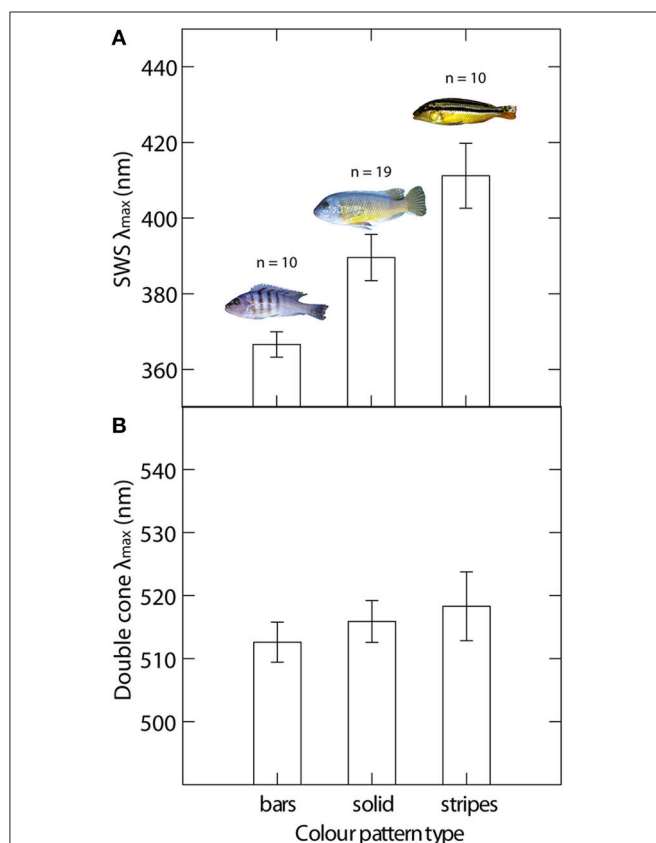 A
440
420
400
380
360
SWS λmax (nm)
n = 10
n = 19
n = 10
B
540
530
520
510
500
Double cone λmax (nm)
bars solid stripes
Colour pattern type